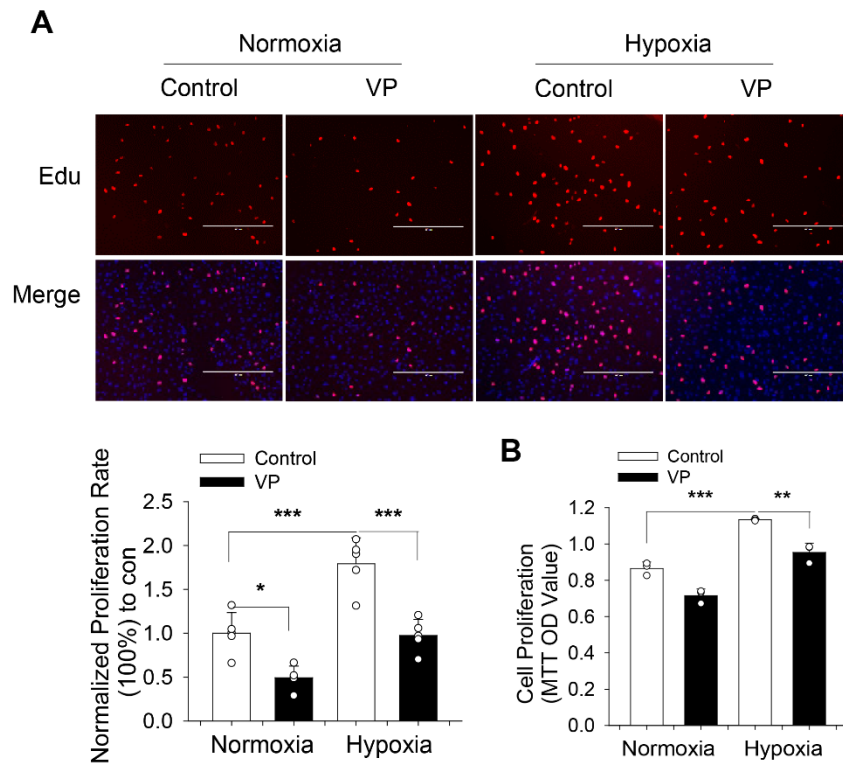 A
Normoxia Hypoxia
Control VP Control VP
Edu
Merge
Control
VP
Normalized Proliferation Rate
(100%) to con
2.5
2.0
1.5
1.0
0.5
0.0
*** ***
*
Normoxia Hypoxia
B
Control
VP
Cell Proliferation
(MTT OD Value)
1.2
1.0
0.8
0.6
0.4
0.2
0.0
*** **
Normoxia Hypoxia